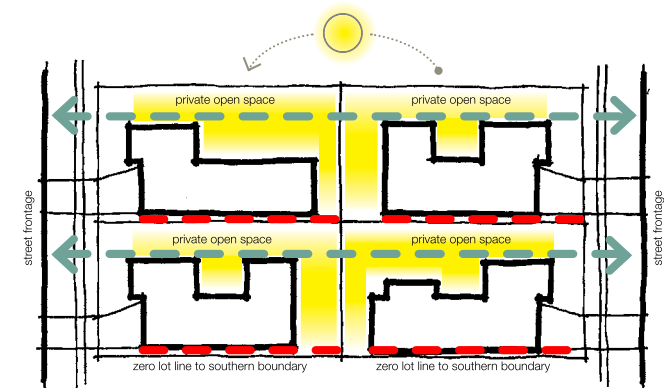 private open space
private open space
street frontage
street frontage
private open space
private open space
zero lot line to southern boundary
zero lot line to southern boundary